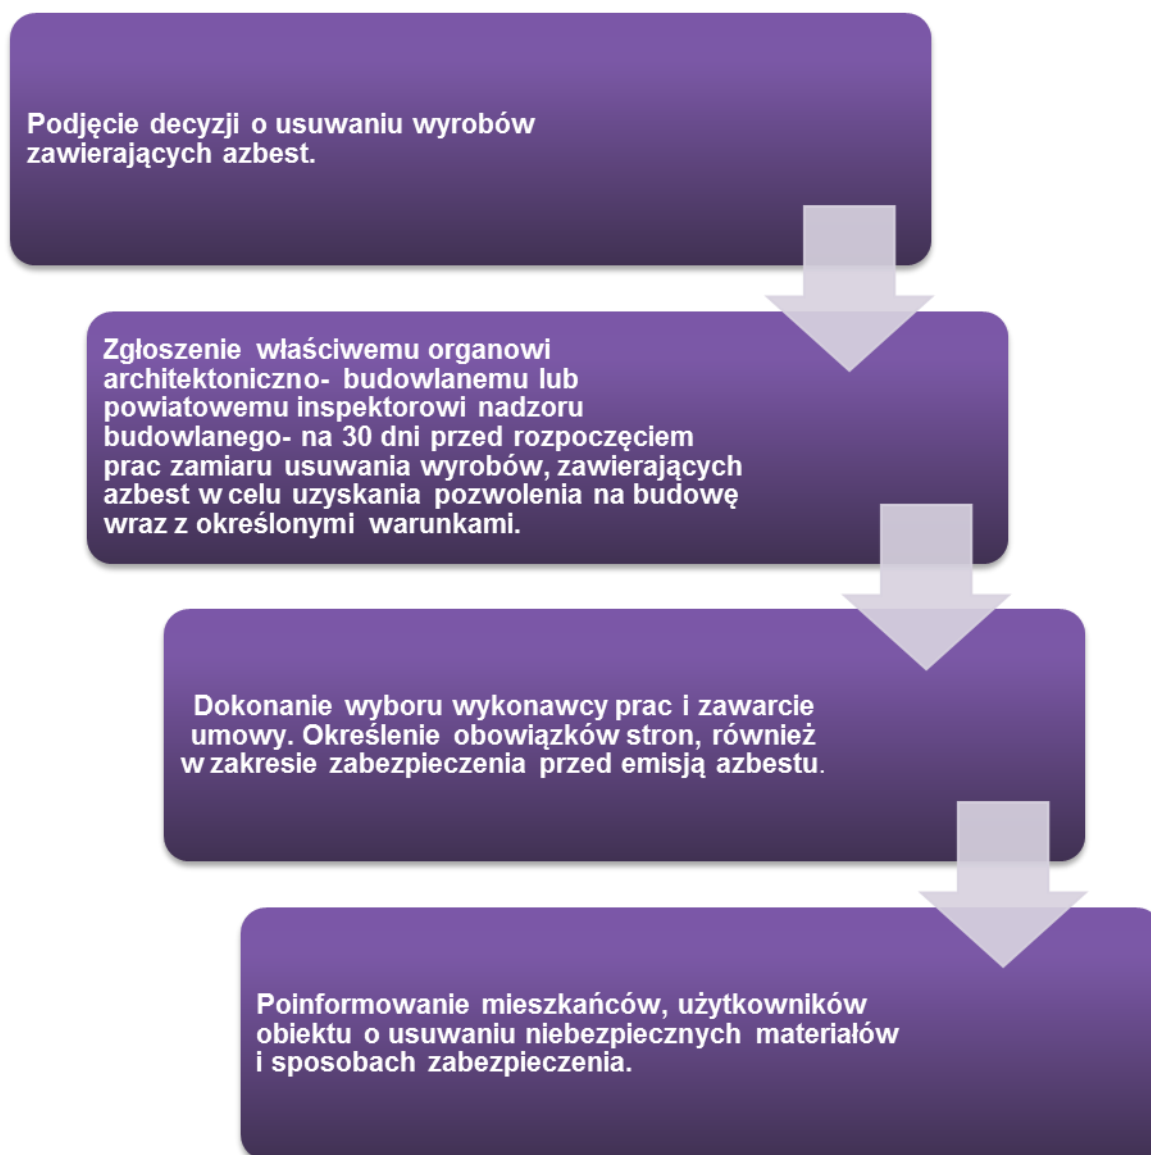 Podjęcie decyzji o usuwaniu wyrobów
zawierających azbest.
Zgłoszenie właściwemu organowi
architektoniczno- budowlanemu lub
powiatowemu inspektorowi nadzoru
budowlanego- na 30 dni przed rozpoczęciem
prac zamiaru usuwania wyrobów, zawierających
azbest w celu uzyskania pozwolenia na budowę
wraz z określonymi warunkami.
Dokonanie wyboru wykonawcy prac i zawarcie
umowy. Określenie obowiązków stron, również
w zakresie zabezpieczenia przed emisją azbestu.
Poinformowanie mieszkańców, użytkowników
obiektu o usuwaniu niebezpiecznych materiałów
i sposobach zabezpieczenia.